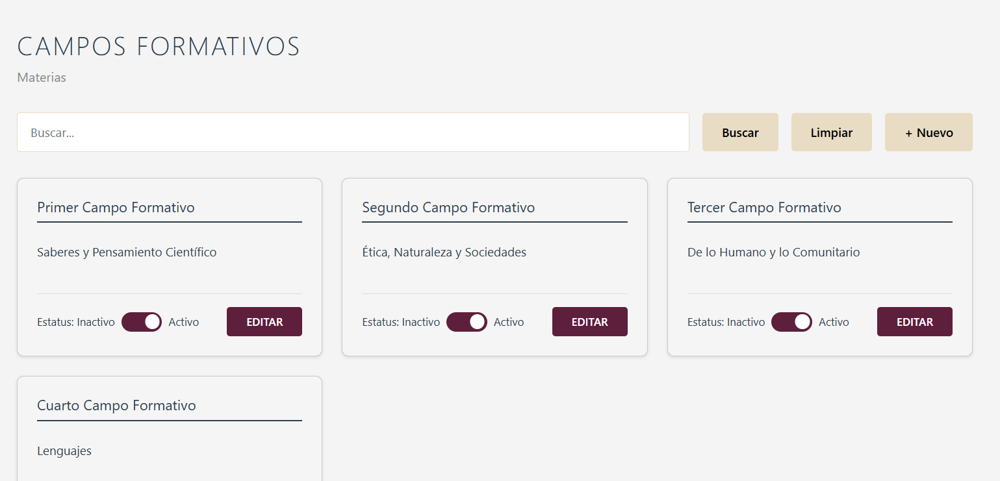 CAMPOS FORMATIVOS
Materias
Buscar...
Buscar
Limpiar
+ Nuevo
Primer Campo Formativo
Saberes y Pensamiento Científico
Estatus: Inactivo Activo EDITAR
Segundo Campo Formativo
Ética, Naturaleza y Sociedades
Estatus: Inactivo Activo EDITAR
Tercer Campo Formativo
De lo Humano y lo Comunitario
Estatus: Inactivo Activo EDITAR
Cuarto Campo Formativo
Lenguajes